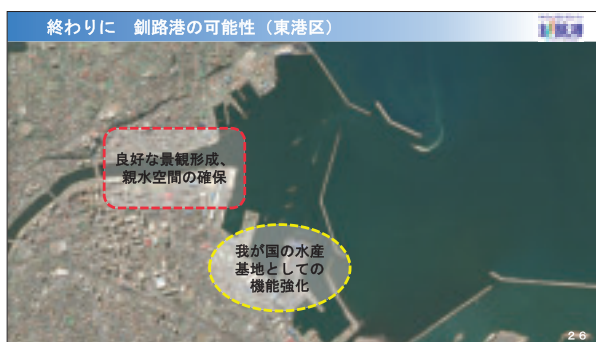 終わりに　釧路港の可能性（東港区）
良好な景観形成、
親水空間の確保
我が国の水産
基地としての
機能強化
26